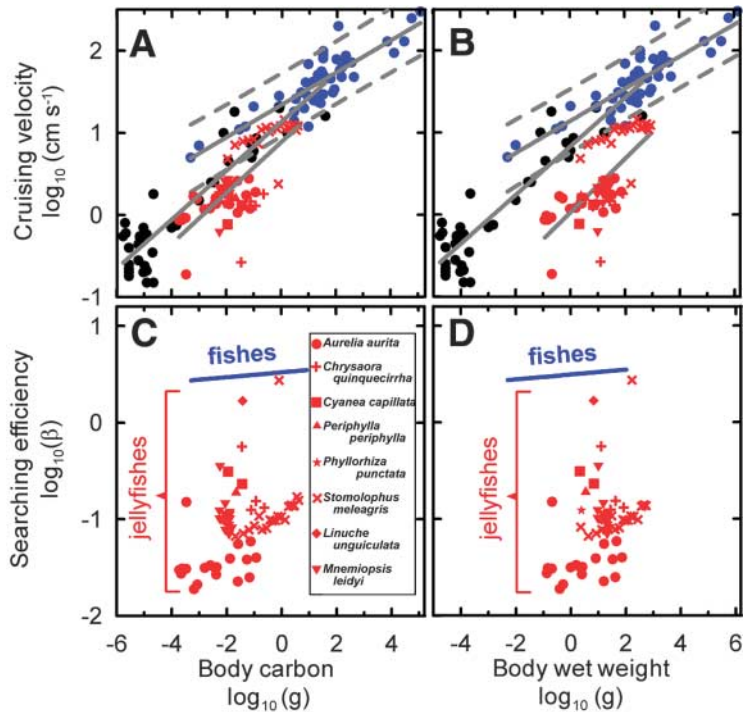 A
B
Cruising velocity
log10 (cm s-1)
2
1
0
-1
C
D
fishes
fishes
Searching efficiency
log10(β)
1
0
-1
-2
jellyfishes
jellyfishes
Aurelia aurita
Chrysaora
quinquecirrha
Cyanea capillata
Periphylla
periphylla
Phyllorhiza
punctata
Stomolophus
meleagris
Linuche
unguiculata
Mnemiopsis
leidyi
-6 -4 -2 0 2 4
-4 -2 0 2 4 6
Body carbon
log10 (g)
Body wet weight
log10 (g)